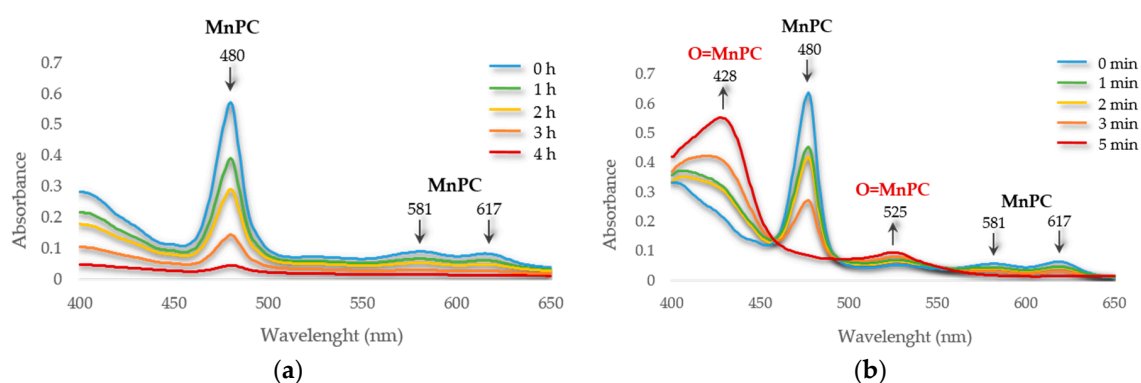 MnPC
480
0.7
0.6
0.5
0.4
0.3
0.2
0.1
0
Absorbance
0 h
1 h
2 h
3 h
4 h
MnPC
581 617
400 450 500 550 600 650
Wavelenght (nm)
(a)
MnPC
O=MnPC
480
428
0.7
0.6
0.5
0.4
0.3
0.2
0.1
0
Absorbance
0 min
1 min
2 min
3 min
5 min
O=MnPC
525
MnPC
581 617
400 450 500 550 600 650
Wavelenght (nm)
(b)